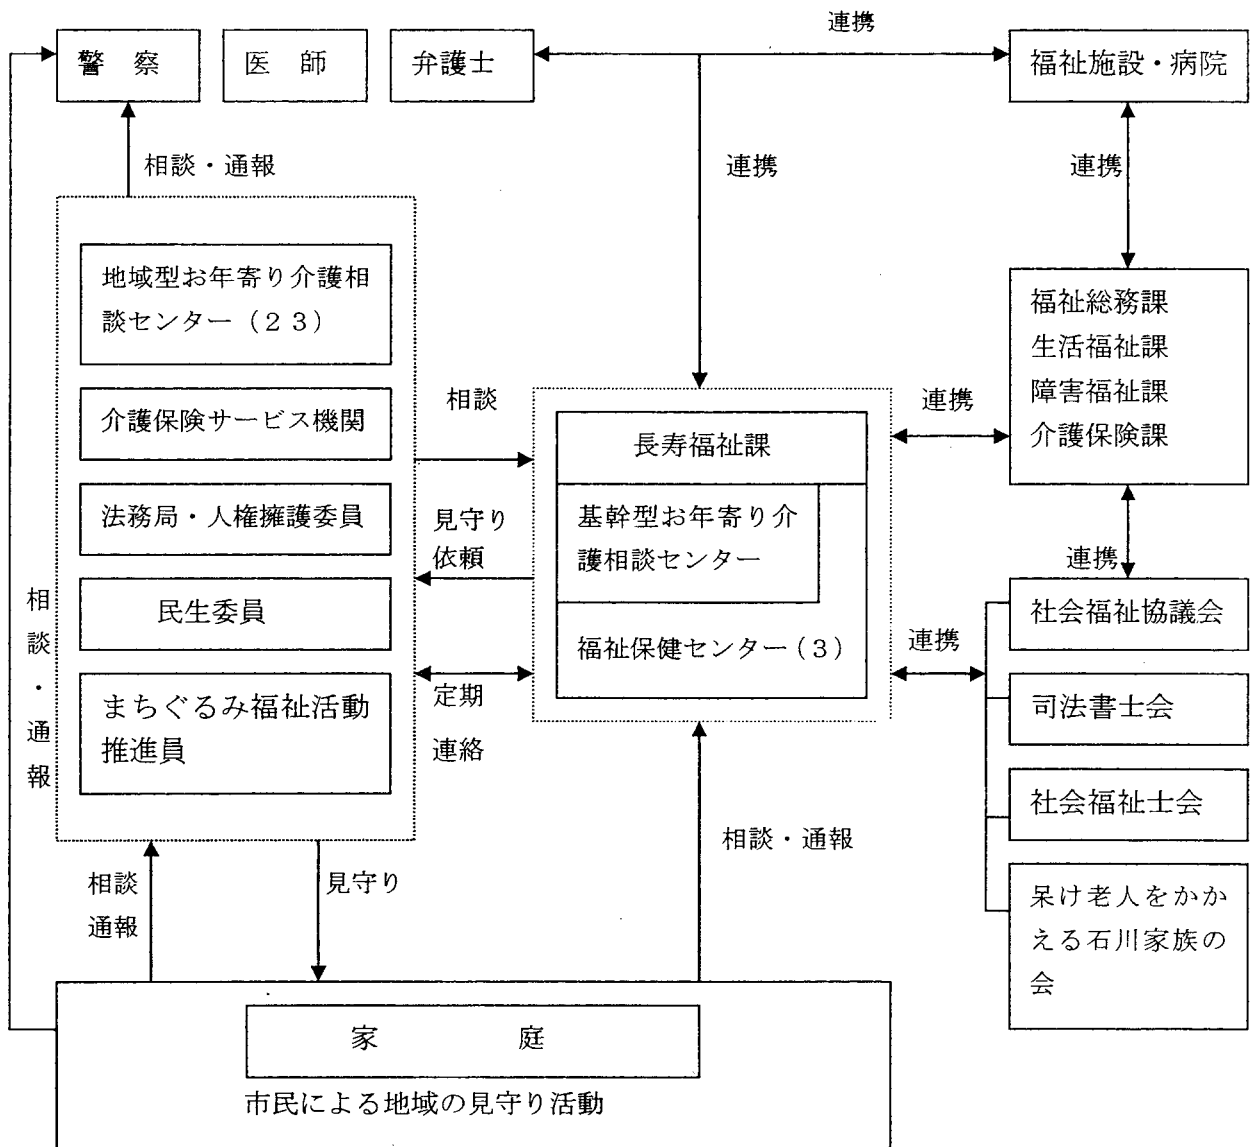 連携
警　察
医　師
弁護士
福祉施設・病院
相談・通報
連携
連携
地域型お年寄り介護相
談センター（２３）
介護保険サービス機関
法務局・人権擁護委員
民生委員
まちぐるみ福祉活動
推進員
相談・通報
相談
見守り
依頼
定期
連絡
長寿福祉課
基幹型お年寄り介
護相談センター
福祉保健センター（３）
連携
福祉総務課
生活福祉課
障害福祉課
介護保険課
連携
連携
社会福祉協議会
司法書士会
社会福祉士会
呆け老人をかか
える石川家族の
会
相談
通報
見守り
相談・通報
家　庭
市民による地域の見守り活動